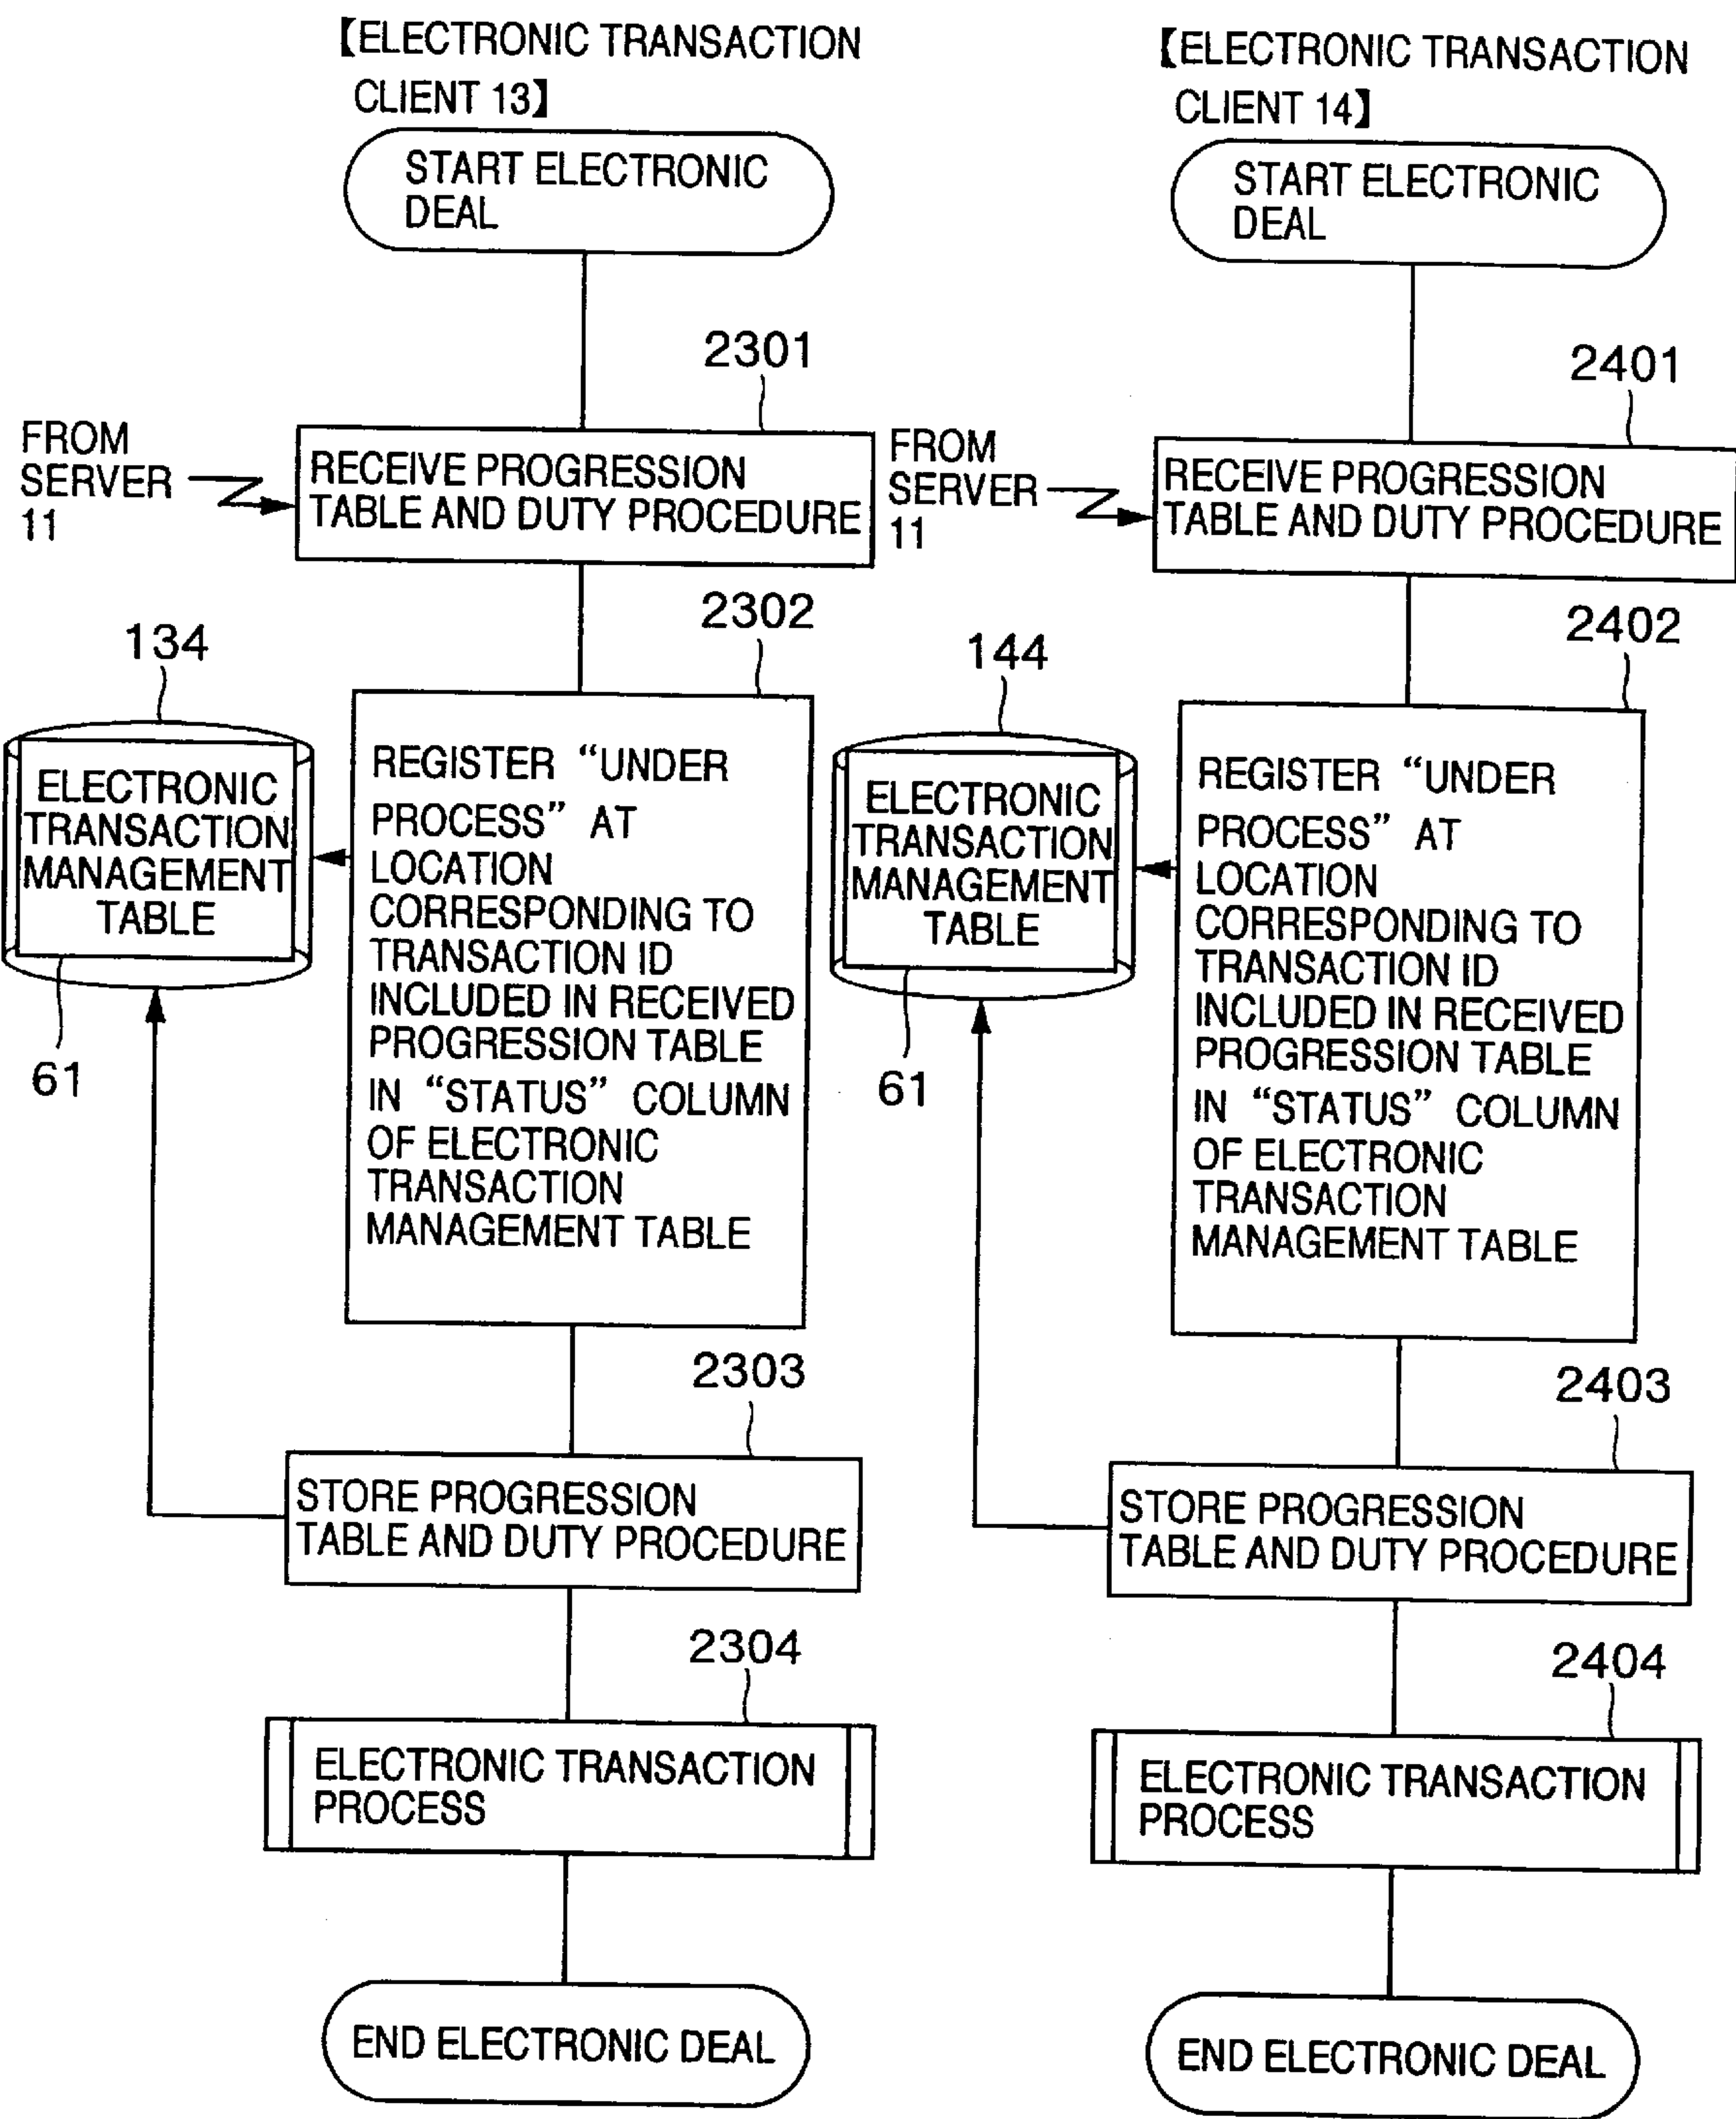 【ELECTRONIC TRANSACTION
CLIENT 13】
START ELECTRONIC
DEAL
2301
FROM
SERVER
11
RECEIVE PROGRESSION
TABLE AND DUTY PROCEDURE
2302
134
ELECTRONIC
TRANSACTION
MANAGEMENT
TABLE
61
REGISTER “UNDER
PROCESS” AT
LOCATION
CORRESPONDING TO
TRANSACTION ID
INCLUDED IN RECEIVED
PROGRESSION TABLE
IN “STATUS” COLUMN
OF ELECTRONIC
TRANSACTION
MANAGEMENT TABLE
2303
STORE PROGRESSION
TABLE AND DUTY PROCEDURE
2304
ELECTRONIC TRANSACTION
PROCESS
END ELECTRONIC DEAL
【ELECTRONIC TRANSACTION
CLIENT 14】
START ELECTRONIC
DEAL
2401
FROM
SERVER
11
RECEIVE PROGRESSION
TABLE AND DUTY PROCEDURE
2402
144
ELECTRONIC
TRANSACTION
MANAGEMENT
TABLE
61
REGISTER “UNDER
PROCESS” AT
LOCATION
CORRESPONDING TO
TRANSACTION ID
INCLUDED IN RECEIVED
PROGRESSION TABLE
IN “STATUS” COLUMN
OF ELECTRONIC
TRANSACTION
MANAGEMENT TABLE
2403
STORE PROGRESSION
TABLE AND DUTY PROCEDURE
2404
ELECTRONIC TRANSACTION
PROCESS
END ELECTRONIC DEAL